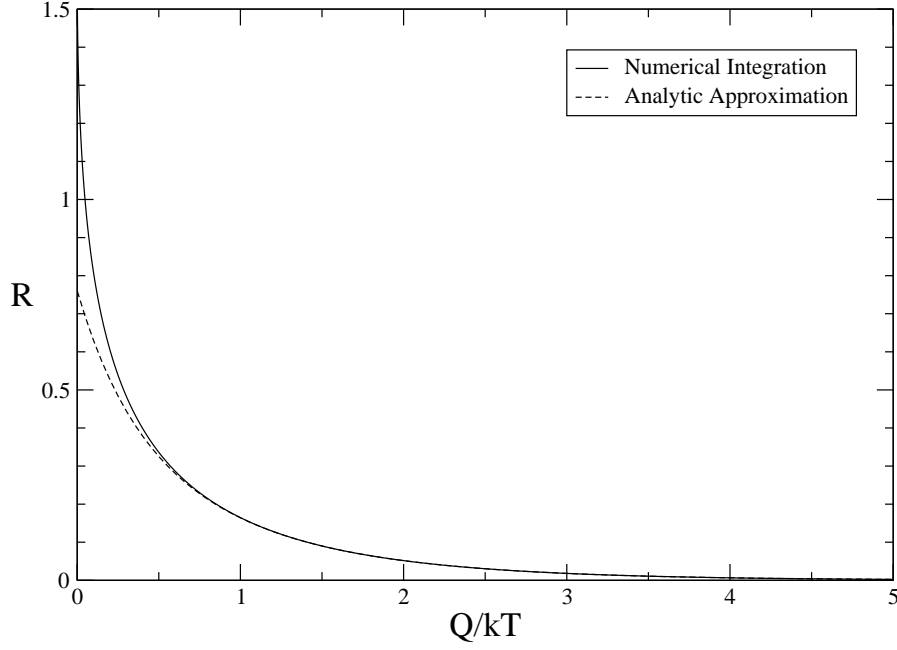 1.5
Numerical Integration
Analytic Approximation
1
R
0.5
0
0 1 2 3 4 5
Q/kT